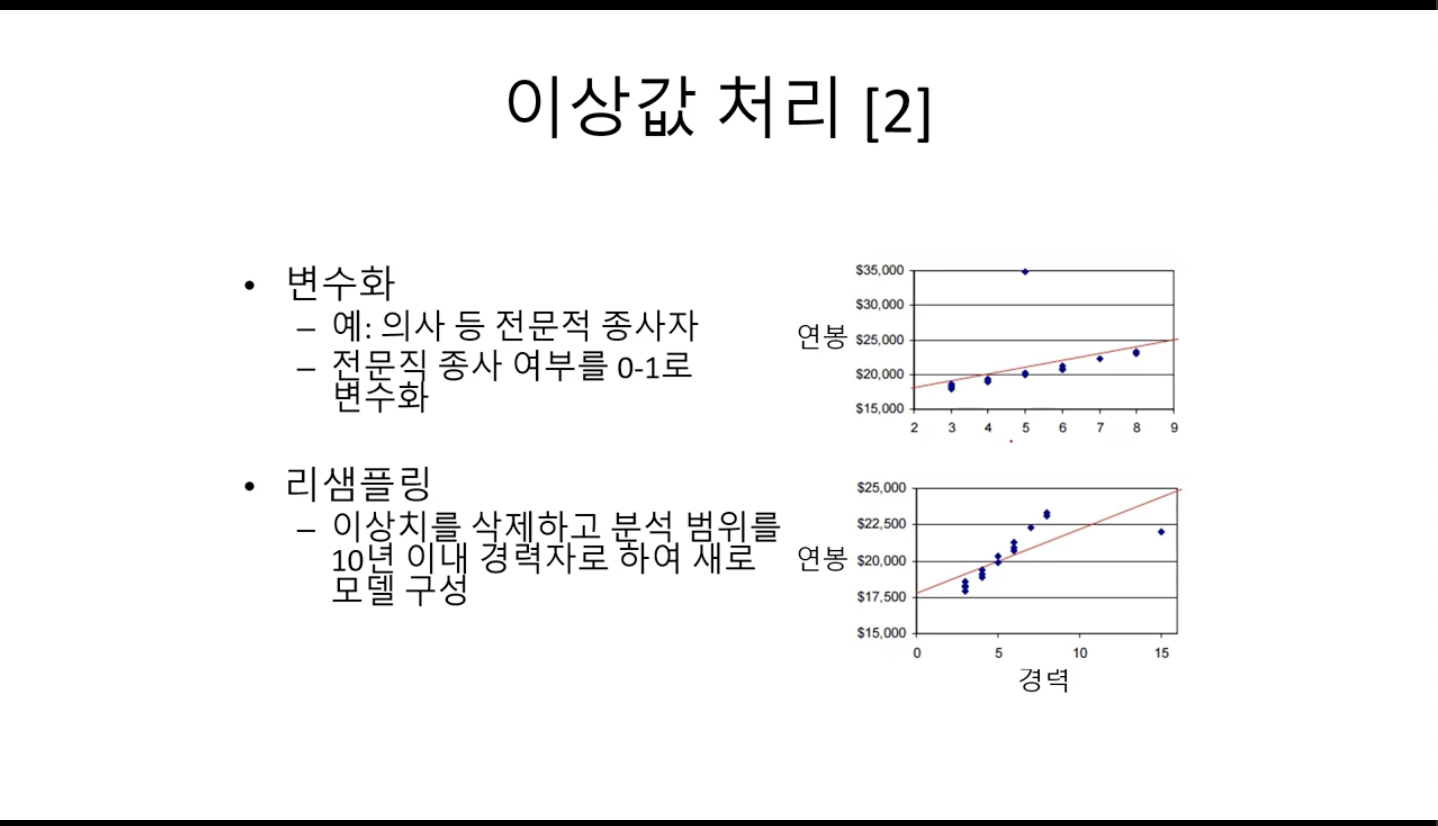 이상값 처리 [2]
• 변수화
– 예: 의사 등 전문적 종사자
– 전문직 종사 여부를 0-1로
변수화
• 리샘플링
– 이상치를 삭제하고 분석 범위를
10년 이내 경력자로 하여 새로
모델 구성
연봉
$35,000
$30,000
$25,000
$20,000
$15,000
2 3 4 5 6 7 8 9
연봉
$25,000
$22,500
$20,000
$17,500
$15,000
0 5 10 15
경력